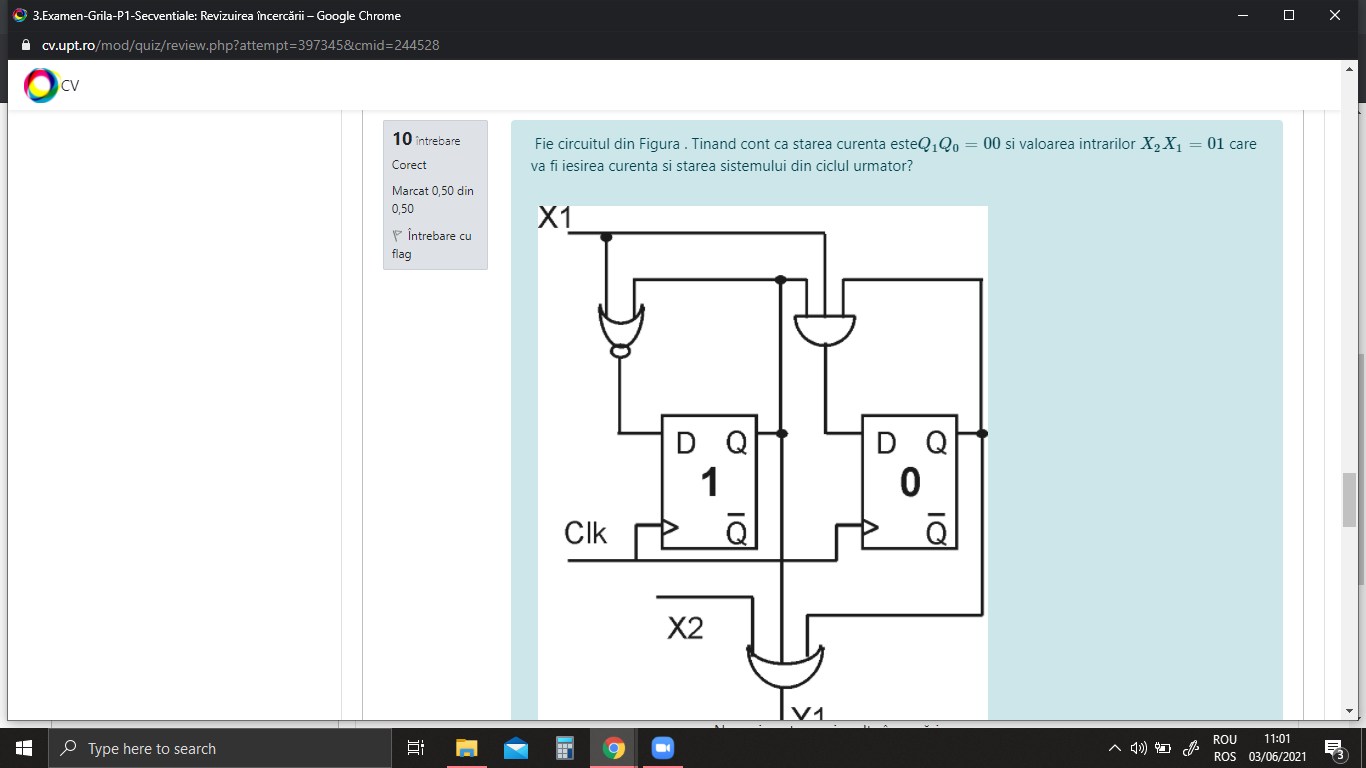 3.Examen-Grila-P1-Secventiale: Revizuirea încercării – Google Chrome
cv.upt.ro/mod/quiz/review.php?attempt=397345&cmid=244528
CV
10 întrebare
Corect
Marcat 0,50 din
0,50
Întrebare cu
flag
Fie circuitul din Figura . Tinand cont ca starea curenta este Q₁Q₀ = 00 si valoarea intrarilor X₂X₁ = 01 care
va fi iesirea curenta si starea sistemului din ciclul urmator?
X1
D Q
1
Q̅
D Q
0
Q̅
Clk
X2
Y1
Type here to search
ROU
ROS
11:01
03/06/2021
3